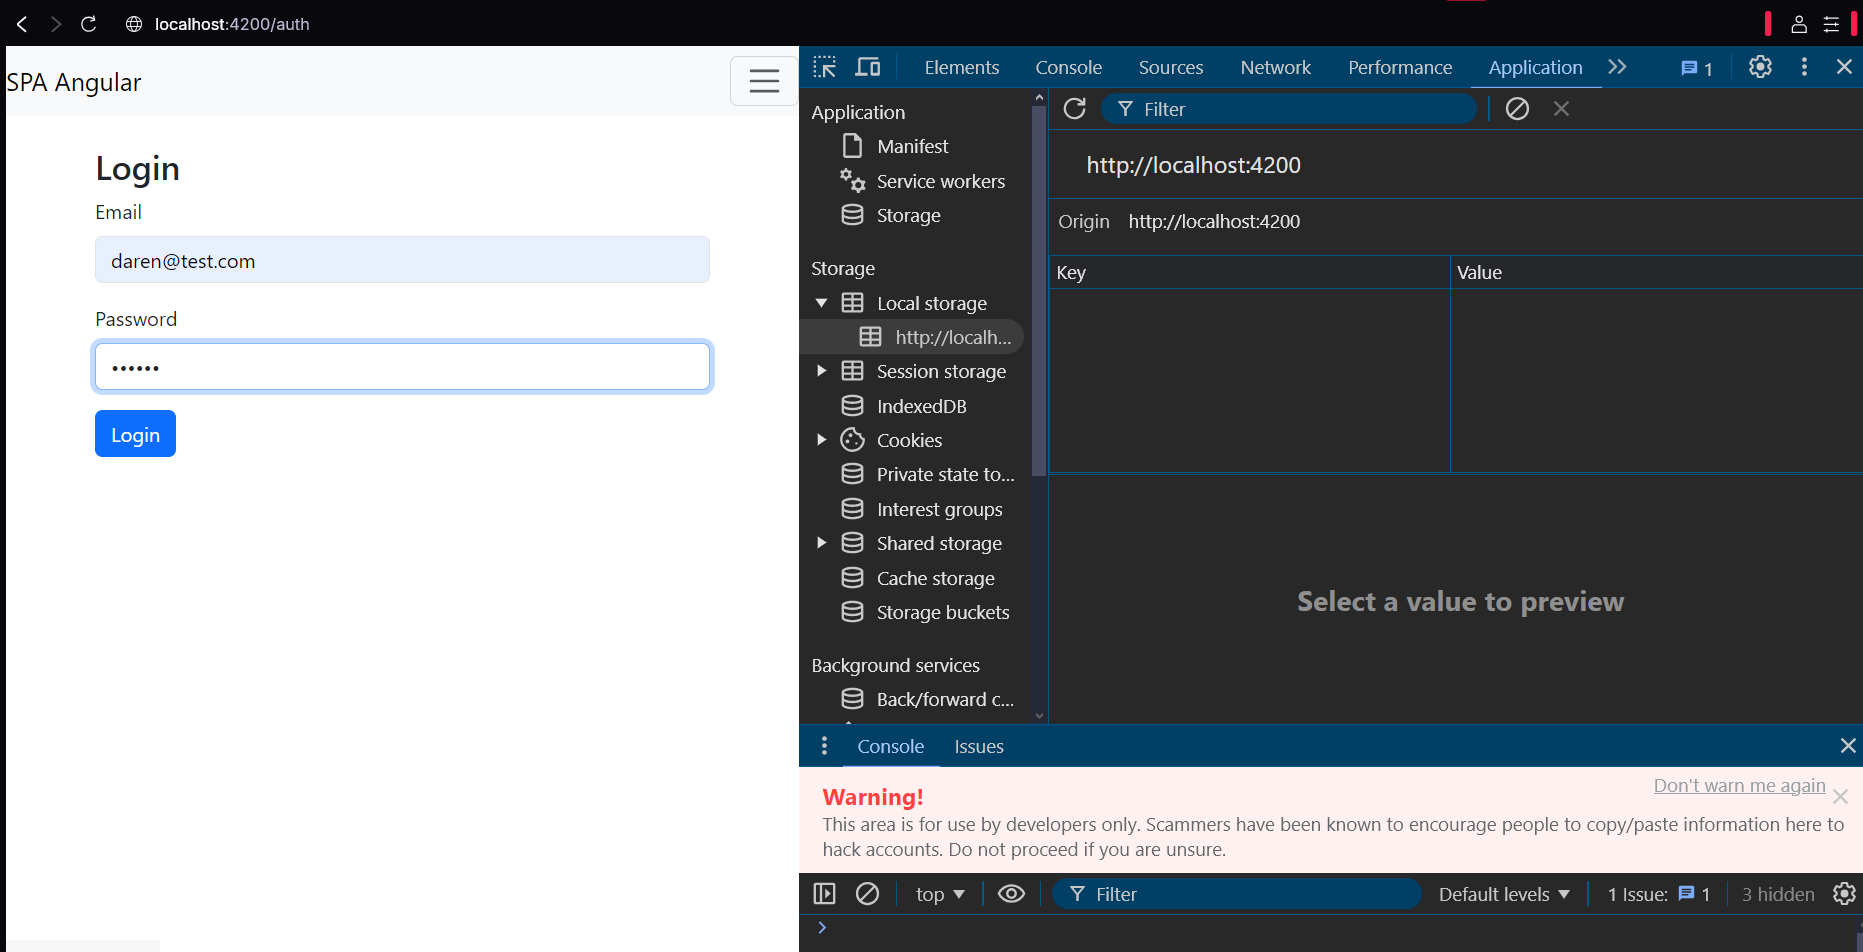 localhost:4200/auth
SPA Angular
Login
Email
daren@test.com
Password
••••••
Login
Elements Console Sources Network Performance Application 1
Application
Manifest
Service workers
Storage
Storage
Local storage
http://localh...
Session storage
IndexedDB
Cookies
Private state to...
Interest groups
Shared storage
Cache storage
Storage buckets
Background services
Back/forward c...
Filter
http://localhost:4200
Origin http://localhost:4200
Key Value
Select a value to preview
Console Issues
Don't warn me again
Warning!
This area is for use by developers only. Scammers have been known to encourage people to copy/paste information here to
hack accounts. Do not proceed if you are unsure.
top Filter Default levels 1 Issue: 1 3 hidden